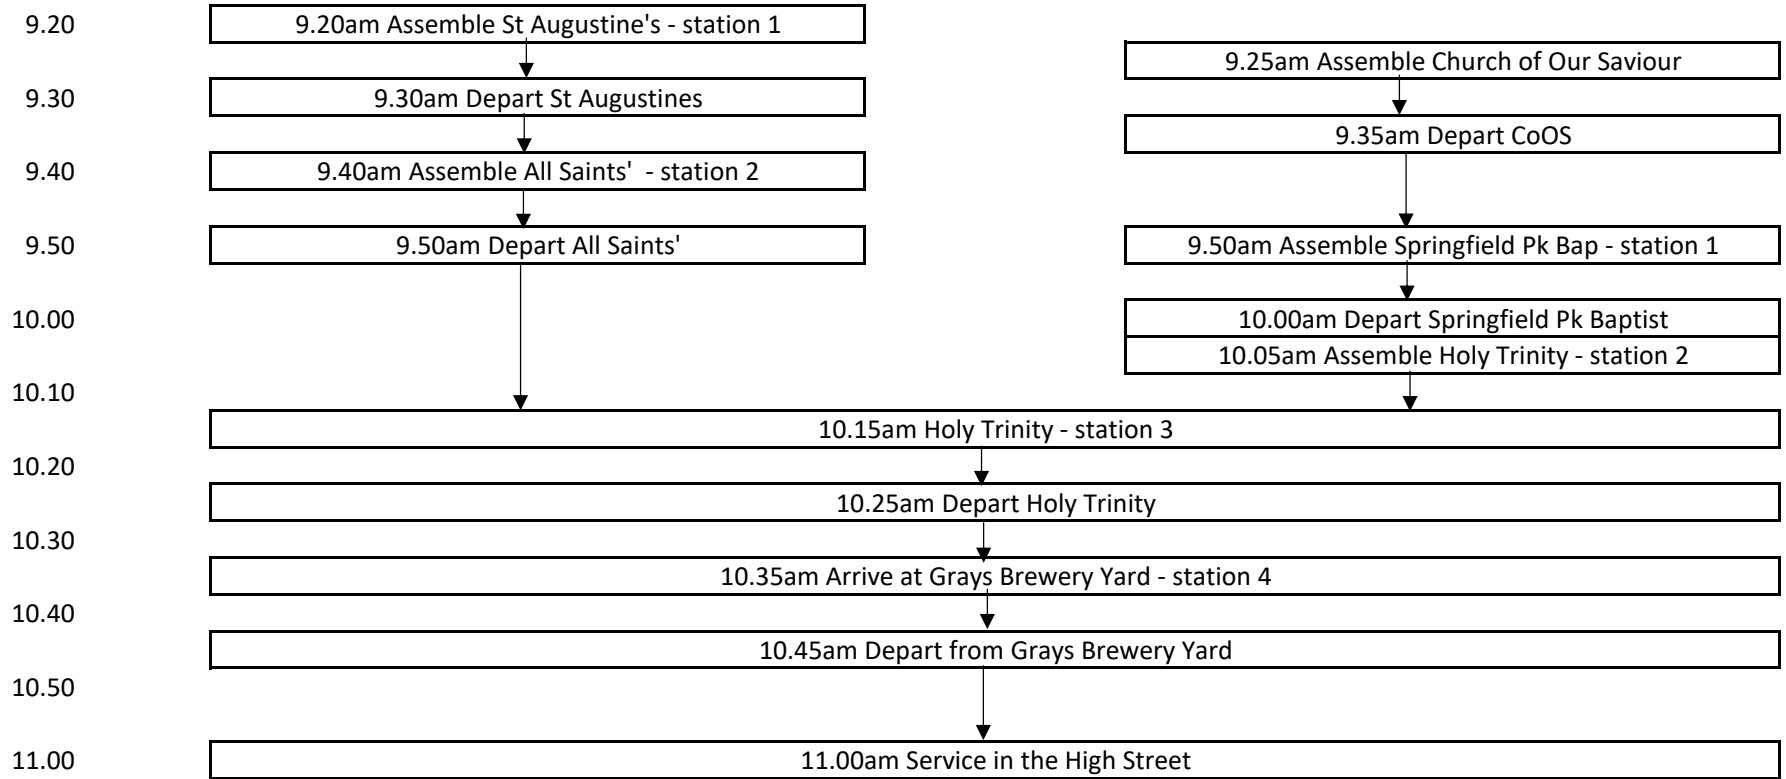 9.20
9.20am Assemble St Augustine's - station 1
9.25am Assemble Church of Our Saviour
9.30
9.30am Depart St Augustines
9.35am Depart CoOS
9.40
9.40am Assemble All Saints'  - station 2
9.50
9.50am Depart All Saints'
9.50am Assemble Springfield Pk Bap - station 1
10.00
10.00am Depart Springfield Pk Baptist
10.05am Assemble Holy Trinity - station 2
10.10
10.15am Holy Trinity - station 3
10.20
10.25am Depart Holy Trinity
10.30
10.35am Arrive at Grays Brewery Yard - station 4
10.40
10.45am Depart from Grays Brewery Yard
10.50
11.00
11.00am Service in the High Street